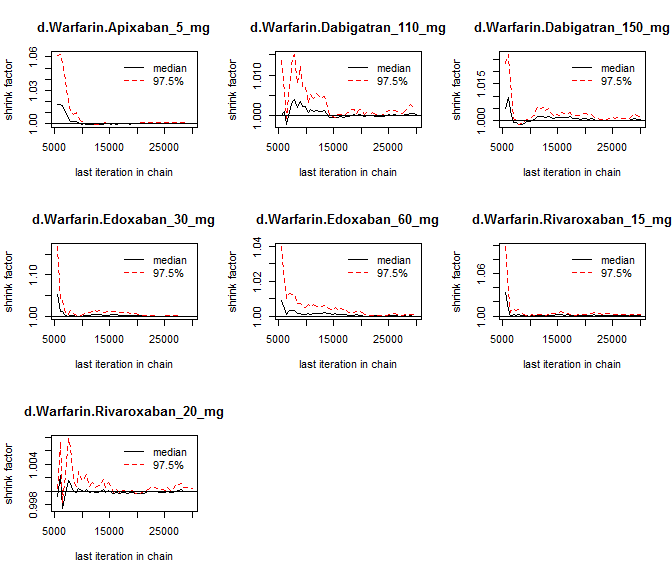 d.Warfarin.Apixaban_5_mg
shrink factor
1.00 1.03 1.06
median
97.5%
5000 15000 25000
last iteration in chain
d.Warfarin.Dabigatran_110_mg
shrink factor
1.000 1.010
median
97.5%
5000 15000 25000
last iteration in chain
d.Warfarin.Dabigatran_150_mg
shrink factor
1.000 1.015
median
97.5%
5000 15000 25000
last iteration in chain
d.Warfarin.Edoxaban_30_mg
shrink factor
1.00 1.10
median
97.5%
5000 15000 25000
last iteration in chain
d.Warfarin.Edoxaban_60_mg
shrink factor
1.00 1.02 1.04
median
97.5%
5000 15000 25000
last iteration in chain
d.Warfarin.Rivaroxaban_15_mg
shrink factor
1.00 1.06
median
97.5%
5000 15000 25000
last iteration in chain
d.Warfarin.Rivaroxaban_20_mg
shrink factor
0.998 1.004
median
97.5%
5000 15000 25000
last iteration in chain